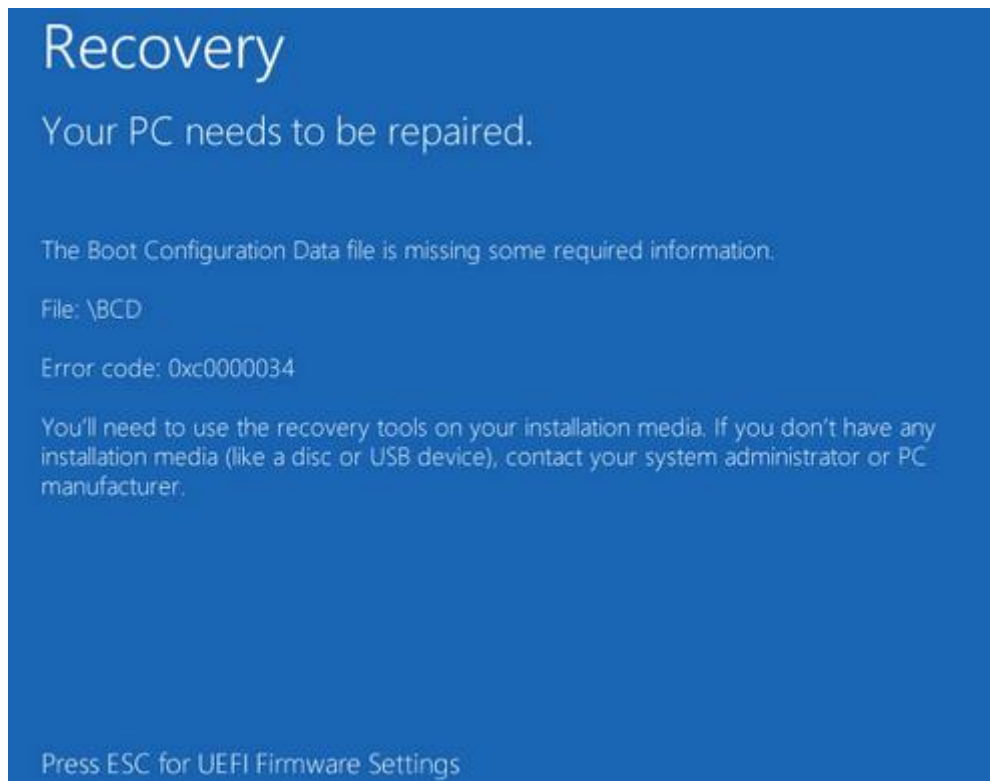 Recovery
Your PC needs to be repaired.
The Boot Configuration Data file is missing some required information.
File: \BCD
Error code: 0xc0000034
You'll need to use the recovery tools on your installation media. If you don't have any
installation media (like a disc or USB device), contact your system administrator or PC
manufacturer.
Press ESC for UEFI Firmware Settings